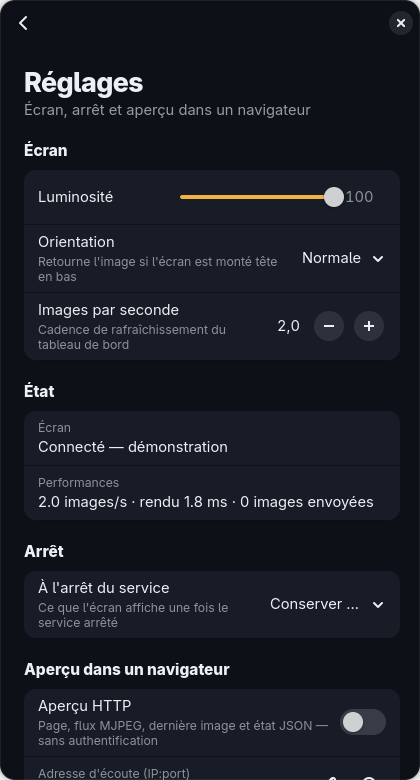 Réglages
Écran, arrêt et aperçu dans un navigateur
Écran
Luminosité
100
Orientation
Retourne l'image si l'écran est monté tête
en bas
Normale
Images par seconde
Cadence de rafraîchissement du
tableau de bord
2,0
État
Écran
Connecté — démonstration
Performances
2.0 images/s · rendu 1.8 ms · 0 images envoyées
Arrêt
À l'arrêt du service
Ce que l'écran affiche une fois le
service arrêté
Conserver ...
Aperçu dans un navigateur
Aperçu HTTP
Page, flux MJPEG, dernière image et état JSON —
sans authentification
Adresse d'écoute (IP:port)